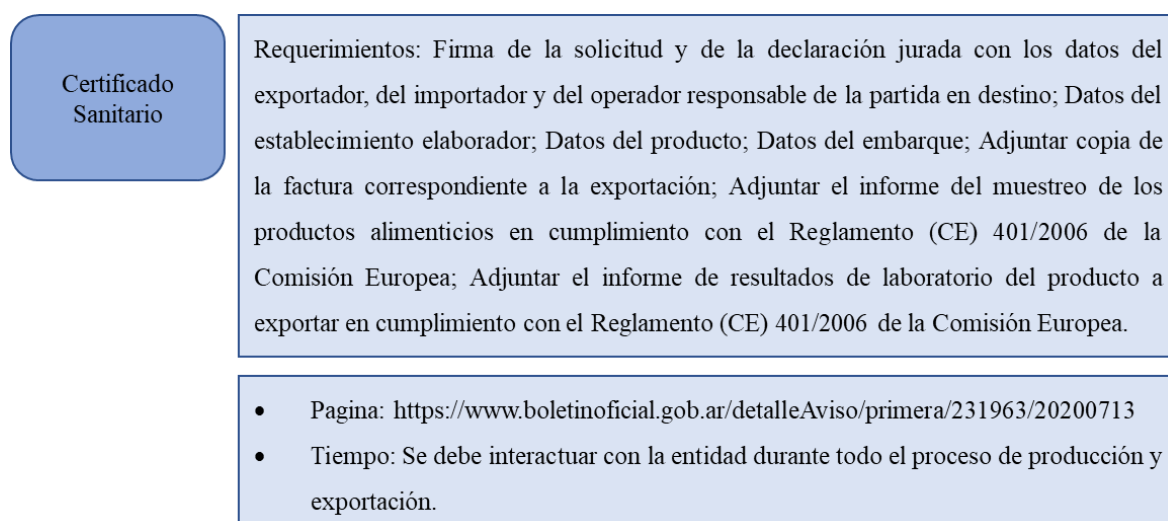 Certificado
Sanitario
Requerimientos: Firma de la solicitud y de la declaración jurada con los datos del
exportador, del importador y del operador responsable de la partida en destino; Datos del
establecimiento elaborador; Datos del producto; Datos del embarque; Adjuntar copia de
la factura correspondiente a la exportación; Adjuntar el informe del muestreo de los
productos alimenticios en cumplimiento con el Reglamento (CE) 401/2006 de la
Comisión Europea; Adjuntar el informe de resultados de laboratorio del producto a
exportar en cumplimiento con el Reglamento (CE) 401/2006 de la Comisión Europea.
• Pagina: https://www.boletinoficial.gob.ar/detalleAviso/primera/231963/20200713
• Tiempo: Se debe interactuar con la entidad durante todo el proceso de producción y
exportación.